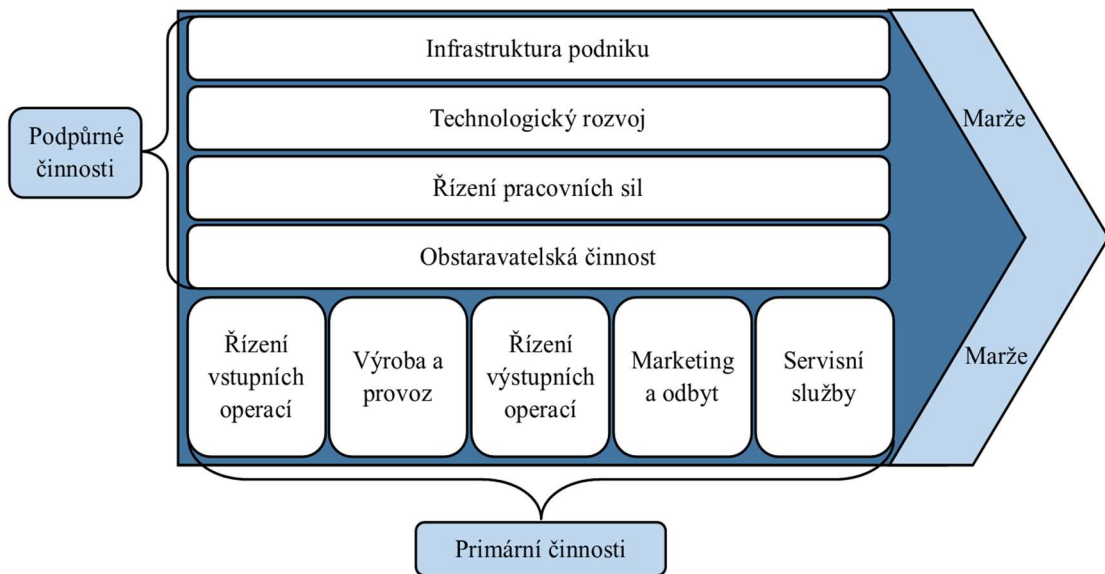 Infrastruktura podniku
Technologický rozvoj
Řízení pracovních sil
Obstaravatelská činnost
Podpůrné
činnosti
Marže
Marže
Řízení
vstupních
operací
Výroba a
provoz
Řízení
výstupních
operací
Marketing
a odbyt
Servisní
služby
Primární činnosti